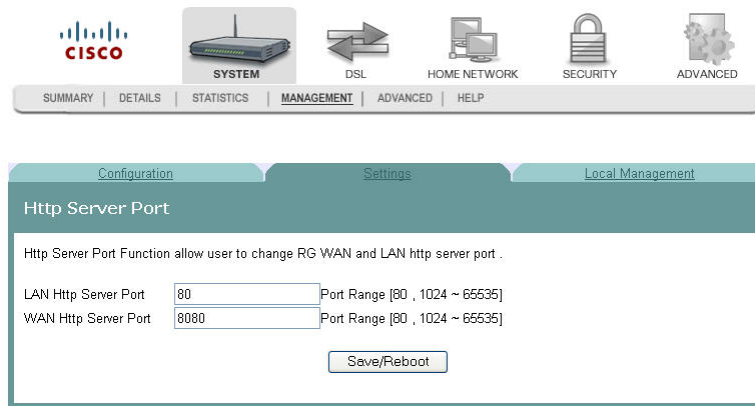 CISCO
SYSTEM
DSL
HOME NETWORK
SECURITY
ADVANCED
SUMMARY | DETAILS | STATISTICS | MANAGEMENT | ADVANCED | HELP
Configuration
Settings
Local Management
Http Server Port
Http Server Port Function allow user to change RG WAN and LAN http server port .
LAN Http Server Port 80 Port Range [80 , 1024 ~ 65535]
WAN Http Server Port 8080 Port Range [80 , 1024 ~ 65535]
Save/Reboot